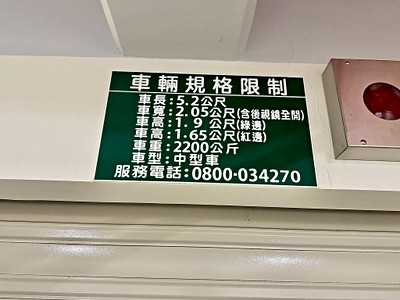 車輛規格限制
車長:5.2公尺
車寬:2.05公尺(含後視鏡全開)
車高:1.9公尺(綠邊)
車高:1.65公尺(紅邊)
車重:2200公斤
車型:中型車
服務電話:0800-034270